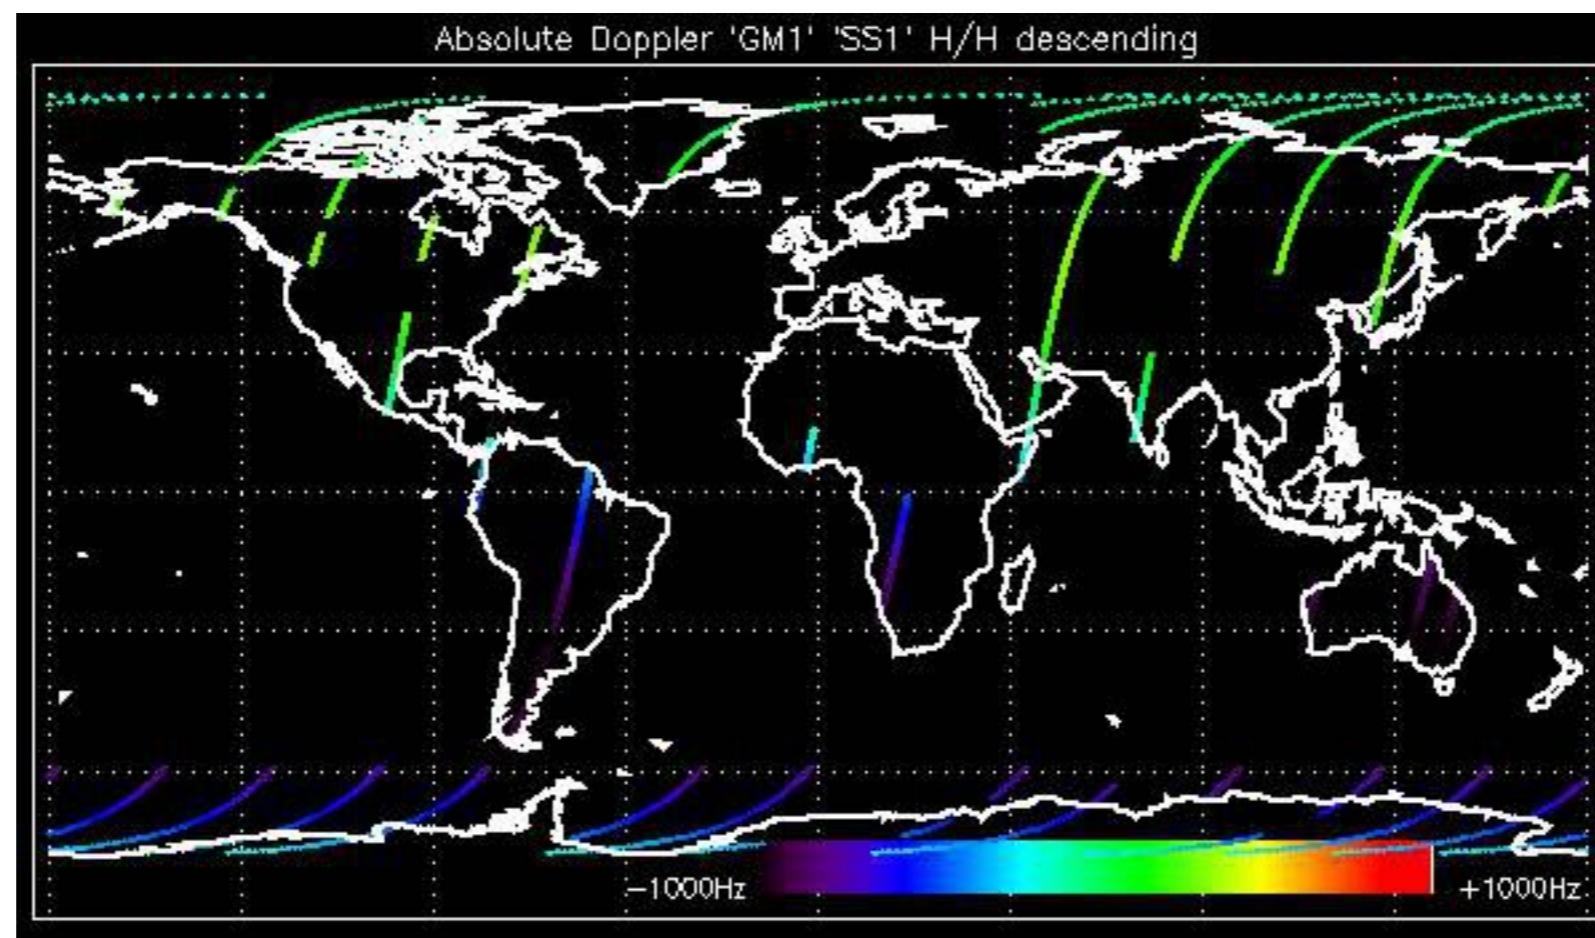 Absolute Doppler 'GM1' 'SS1' H/H descending
-1000Hz
+1000Hz